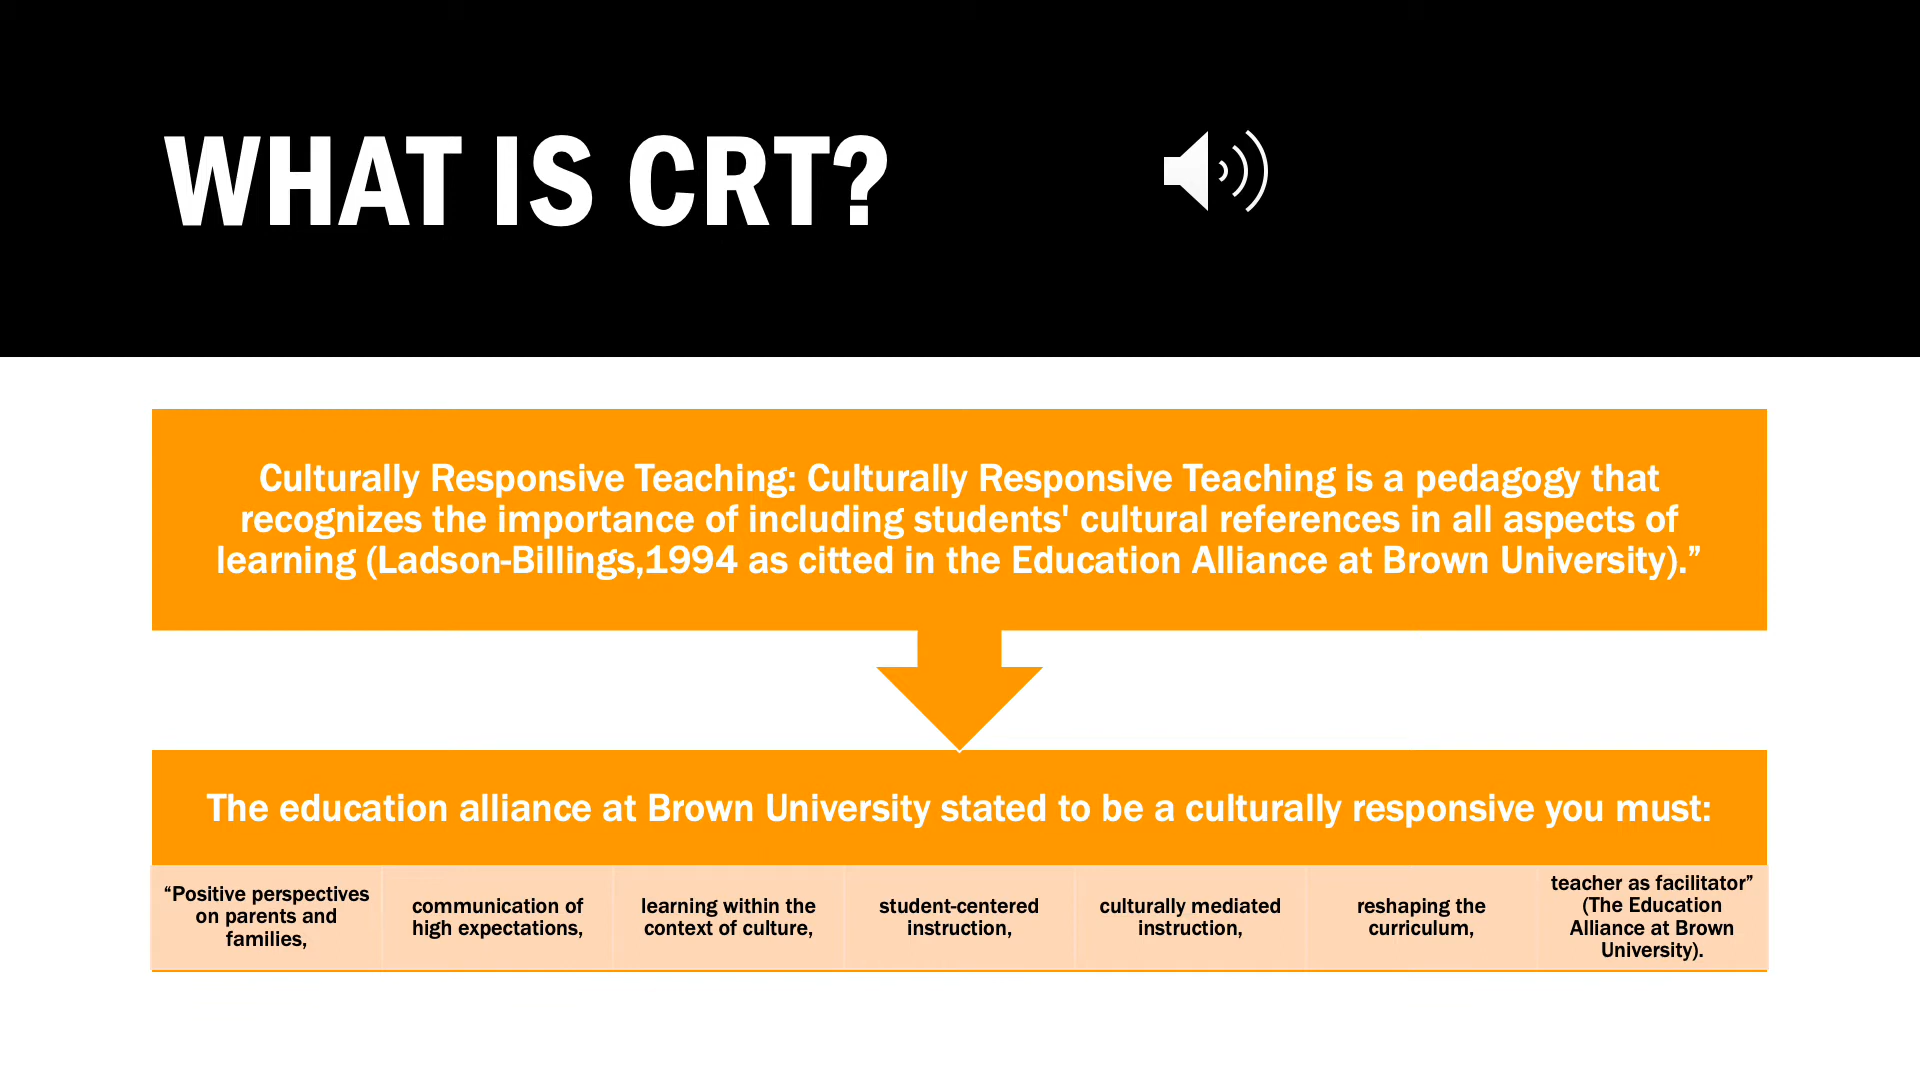 WHAT IS CRT?
Culturally Responsive Teaching: Culturally Responsive Teaching is a pedagogy that
recognizes the importance of including students' cultural references in all aspects of
learning (Ladson-Billings,1994 as citted in the Education Alliance at Brown University).”
The education alliance at Brown University stated to be a culturally responsive you must:
“Positive perspectives
on parents and
families,
communication of
high expectations,
learning within the
context of culture,
student-centered
instruction,
culturally mediated
instruction,
reshaping the
curriculum,
teacher as facilitator”
(The Education
Alliance at Brown
University).